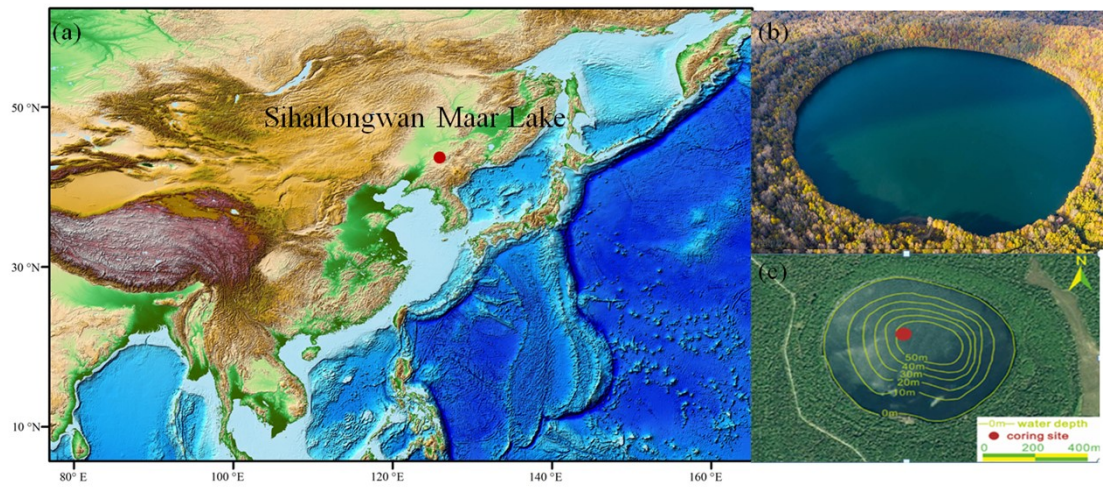 (a)
Sihailongwan Maar Lake
50 °N
30 °N
10 °N
80 °E
100 °E
120 °E
140 °E
160 °E
(b)
(c)
N
50m
40m
30m
20m
10m
0m
0m water depth
coring site
0 200 400m